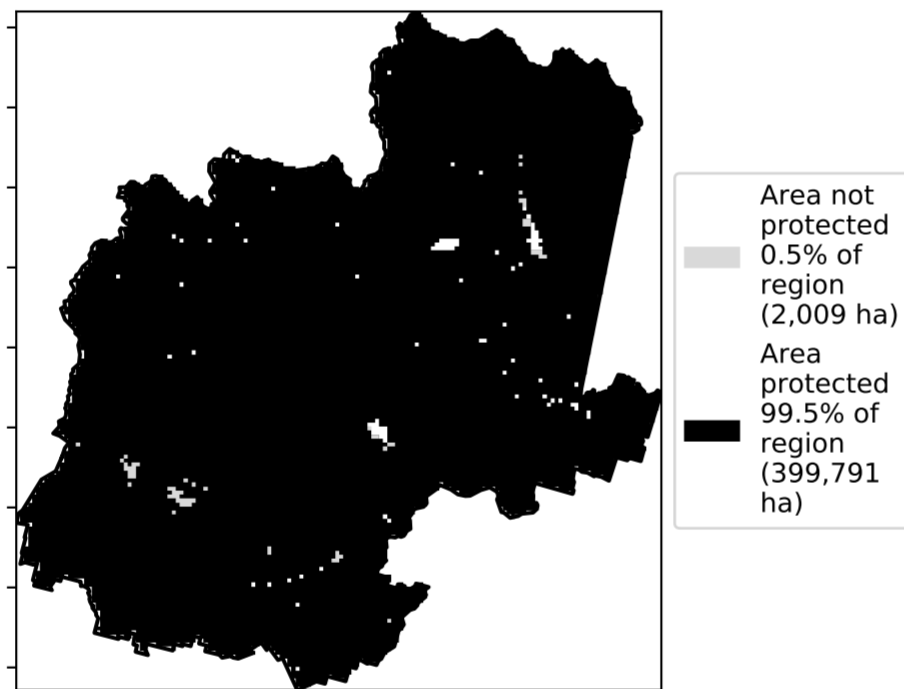 Area not
protected
0.5% of
region
(2,009 ha)
Area
protected
99.5% of
region
(399,791
ha)